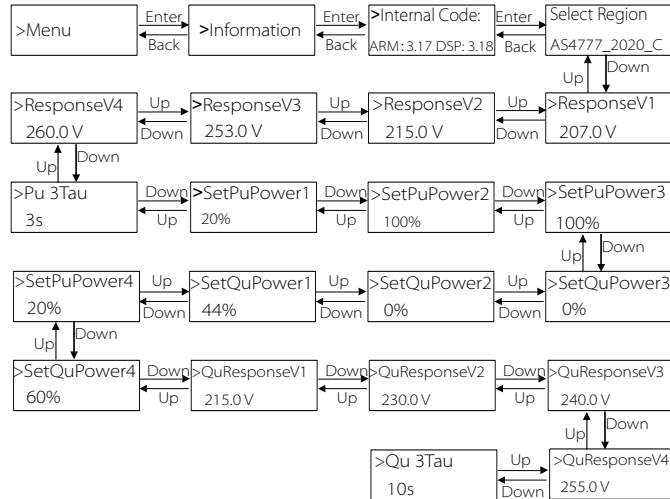 >Menu
Enter
Back
>Information
Enter
Back
>Internal Code:
ARM: 3.17 DSP: 3.18
Enter
Back
Select Region
AS4777_2020_C
Up
Down
>ResponseV4
260.0 V
Up
Down
>ResponseV3
253.0 V
Up
Down
>ResponseV2
215.0 V
Up
Down
>ResponseV1
207.0 V
Up
Down
>Pu 3Tau
3s
Down
Up
>SetPuPower1
20%
Down
Up
>SetPuPower2
100%
Down
Up
>SetPuPower3
100%
Up
Down
>SetPuPower4
20%
Up
Down
>SetQuPower1
44%
Up
Down
>SetQuPower2
0%
Up
Down
>SetQuPower3
0%
Up
Down
>SetQuPower4
60%
Down
Up
>QuResponseV1
215.0 V
Down
Up
>QuResponseV2
230.0 V
Down
Up
>QuResponseV3
240.0 V
Up
Down
>Qu 3Tau
10s
Up
Down
>QuResponseV4
255.0 V